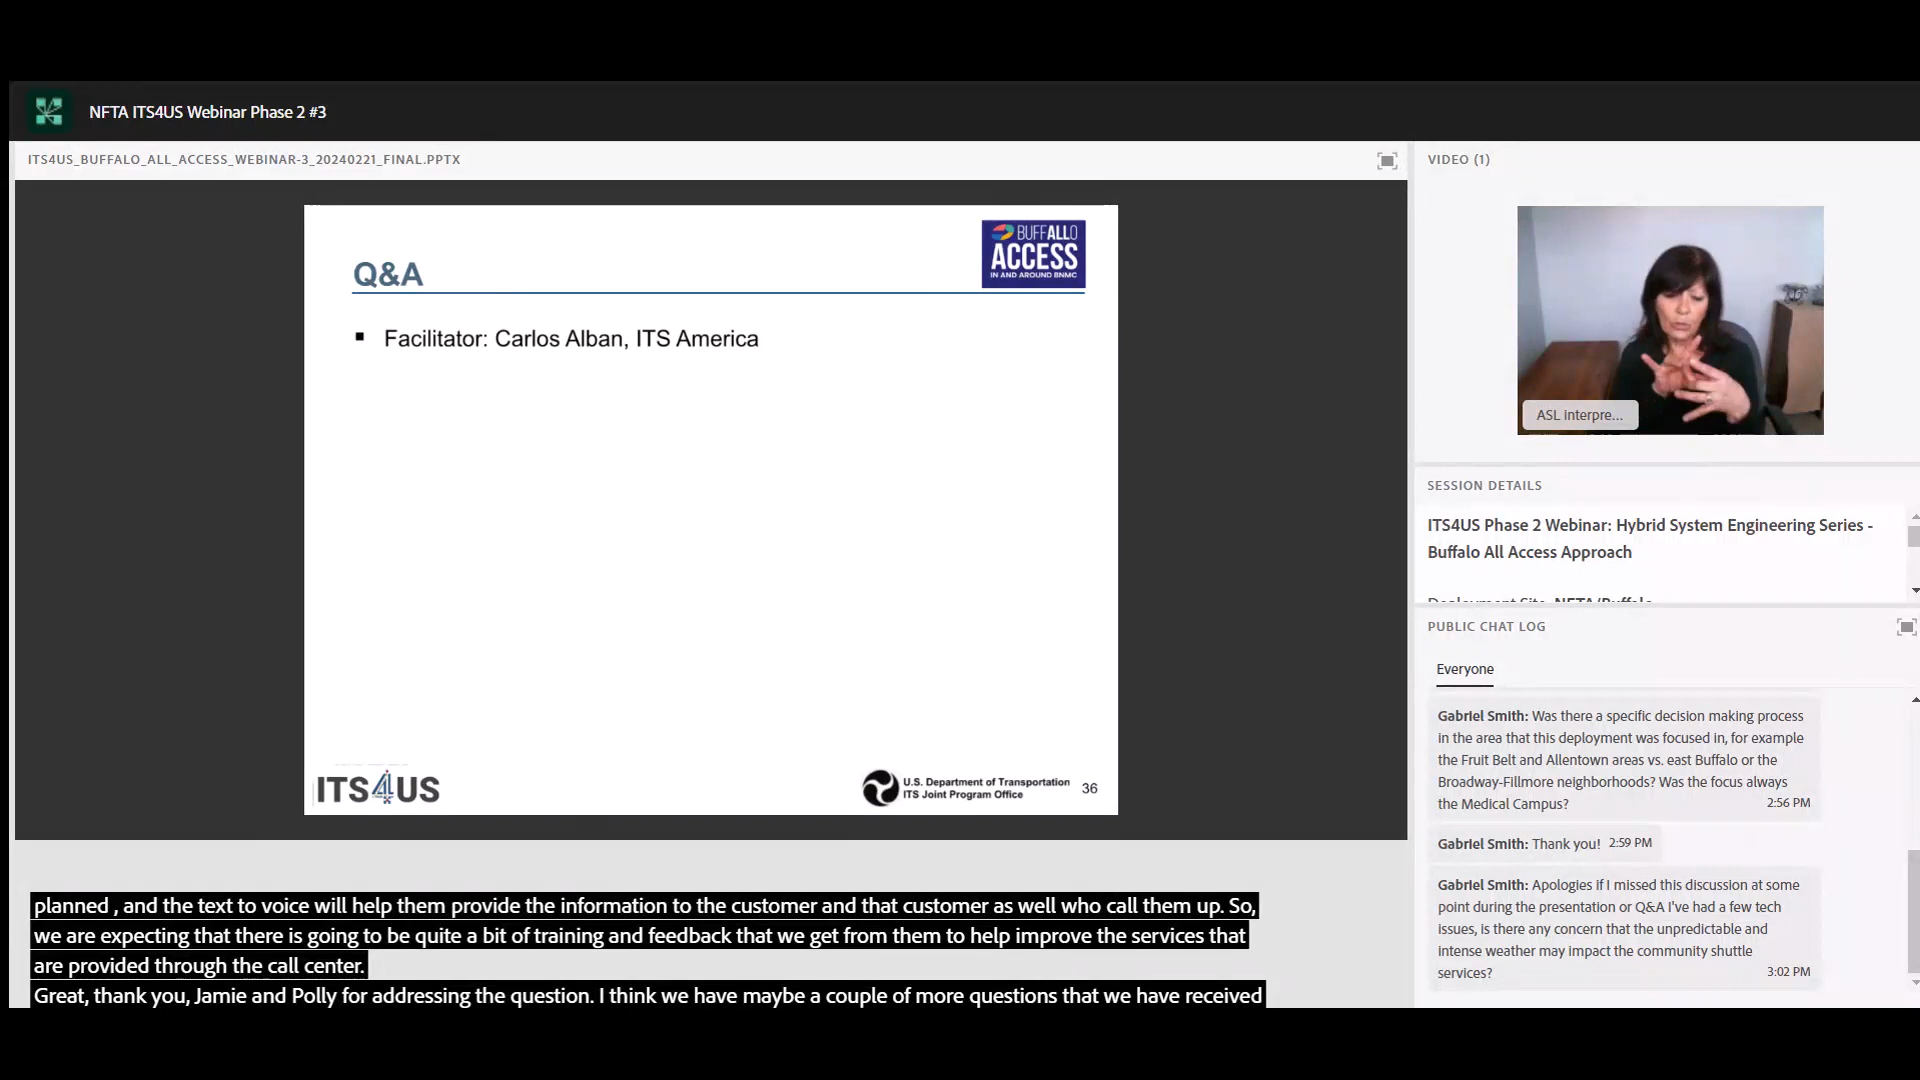 NFTA ITS4US Webinar Phase 2 #3
ITS4US_BUFFALO_ALL_ACCESS_WEBINAR-3_20240221_FINAL.PPTX
Q&A
BUFFALLO
ACCESS
IN AND AROUND BNMC
▪ Facilitator: Carlos Alban, ITS America
ITS4US
U.S. Department of Transportation
ITS Joint Program Office
36
planned , and the text to voice will help them provide the information to the customer and that customer as well who call them up. So,
we are expecting that there is going to be quite a bit of training and feedback that we get from them to help improve the services that
are provided through the call center.
Great, thank you, Jamie and Polly for addressing the question. I think we have maybe a couple of more questions that we have received
VIDEO (1)
ASL interpre...
SESSION DETAILS
ITS4US Phase 2 Webinar: Hybrid System Engineering Series -
Buffalo All Access Approach
Deployment Site: NFTA/Buffalo
PUBLIC CHAT LOG
Everyone
Gabriel Smith: Was there a specific decision making process
in the area that this deployment was focused in, for example
the Fruit Belt and Allentown areas vs. east Buffalo or the
Broadway-Fillmore neighborhoods? Was the focus always
the Medical Campus? 2:56 PM
Gabriel Smith: Thank you! 2:59 PM
Gabriel Smith: Apologies if I missed this discussion at some
point during the presentation or Q&A I've had a few tech
issues, is there any concern that the unpredictable and
intense weather may impact the community shuttle
services? 3:02 PM